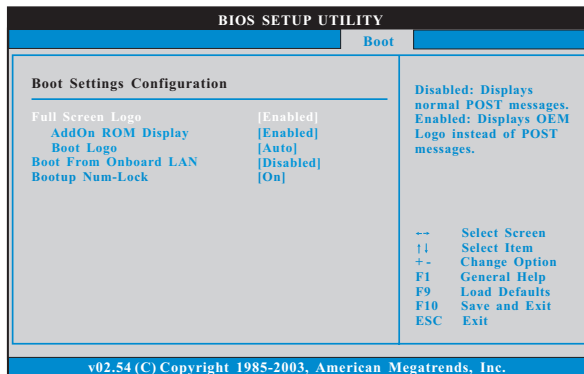 BIOS SETUP UTILITY
Boot
Boot Settings Configuration
Full Screen Logo [Enabled]
AddOn ROM Display [Enabled]
Boot Logo [Auto]
Boot From Onboard LAN [Disabled]
Bootup Num-Lock [On]
Disabled: Displays
normal POST messages.
Enabled: Displays OEM
Logo instead of POST
messages.
←→ Select Screen
↑↓ Select Item
+ - Change Option
F1 General Help
F9 Load Defaults
F10 Save and Exit
ESC Exit
v02.54 (C) Copyright 1985-2003, American Megatrends, Inc.